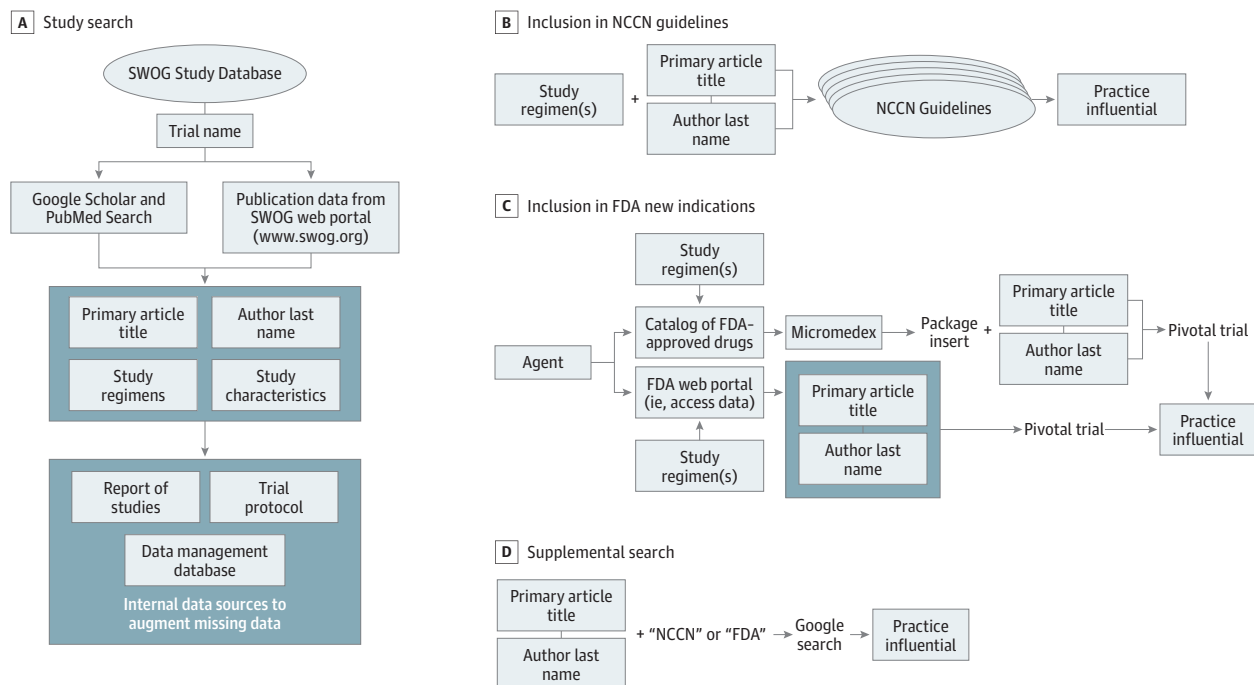 A Study search
SWOG Study Database
Trial name
Google Scholar and
PubMed Search
Publication data from
SWOG web portal
(www.swog.org)
Primary article
title
Author last
name
Study
regimens
Study
characteristics
Report of
studies
Trial
protocol
Data management
database
Internal data sources to
augment missing data
B Inclusion in NCCN guidelines
Study
regimen(s)
+
Primary article
title
Author last
name
NCCN Guidelines
Practice
influential
C Inclusion in FDA new indications
Study
regimen(s)
Agent
Catalog of FDA-
approved drugs
Micromedex
Package
insert
+
Primary article
title
Author last
name
Pivotal trial
FDA web portal
(ie, access data)
Study
regimen(s)
Primary article
title
Author last
name
Pivotal trial
Practice
influential
D Supplemental search
Primary article
title
Author last
name
+ “NCCN” or “FDA”
Google
search
Practice
influential